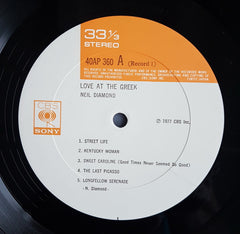 33 1/3
STEREO
40AP 360 A (Record 1)
LOVE AT THE GREEK
NEIL DIAMOND
CBS
SONY
Ⓟ 1977 CBS Inc.
1 STREET LIFE
2 KENTUCKY WOMAN
3 SWEET CAROLINE (Good Times Never Seemed So Good)
4 THE LAST PICASSO
5 LONGFELLOW SERENADE
-N. Diamond-